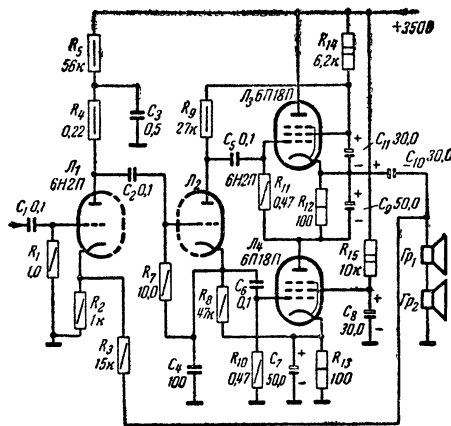 R5
56к
R4
0,22
C3
0,5
Л1
6Н2П
C1 0,1
R1
1,0
R2
1к
R3
15к
C2 0,1
R7
10,0
C4
100
R9
27к
Л2
6Н2П
C5 0,1
R8
47к
C6
0,1
R10
0,47
C7
50,0
R11
0,47
Л3 6П18П
R12
100
Л4
6П18П
R13
100
R14
6,2к
+350В
C11 30,0
C10 30,0
C9 50,0
R15
10к
C8
30,0
Гр1
Гр2
+
-
+
-
+
+
-
+
-